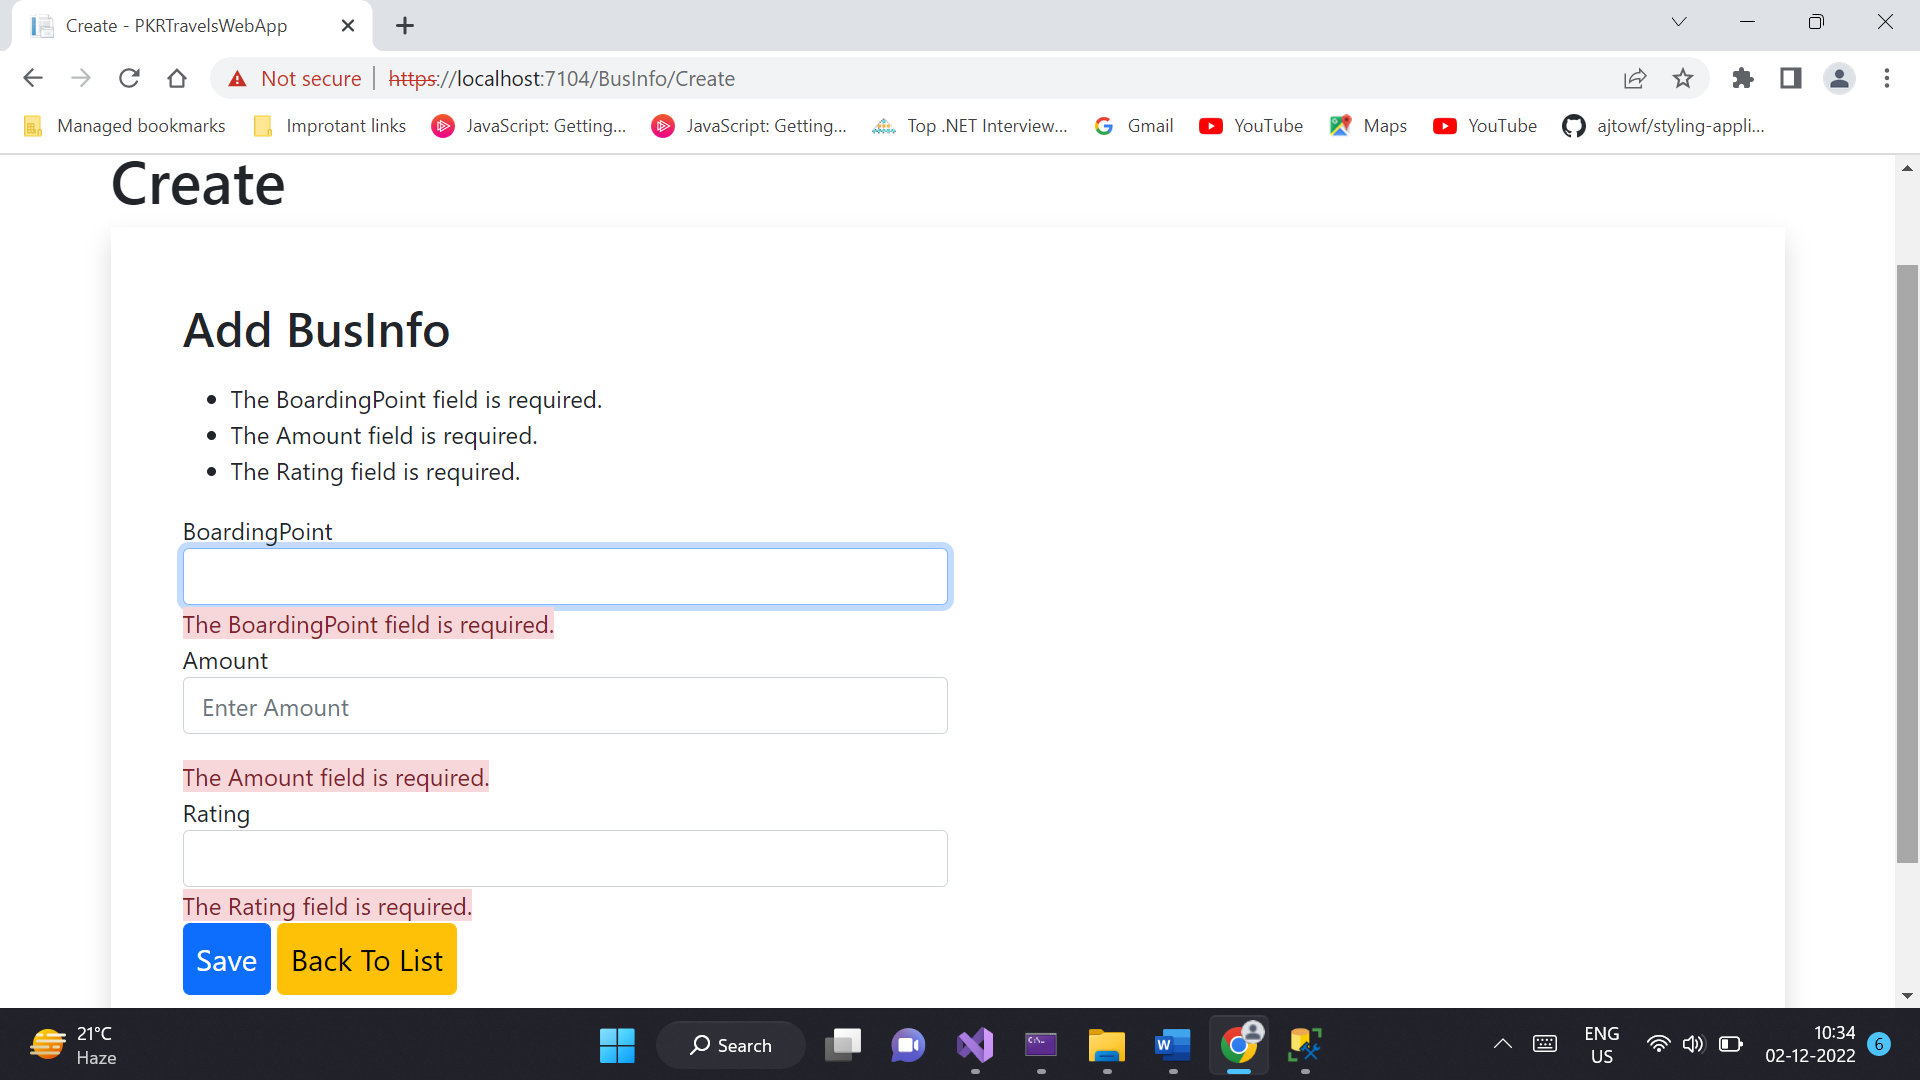 Create - PKRTravelsWebApp
Not secure https://localhost:7104/BusInfo/Create
Managed bookmarks Improtant links JavaScript: Getting... JavaScript: Getting... Top .NET Interview... Gmail YouTube Maps YouTube ajtowf/styling-appli...
Create
Add BusInfo
The BoardingPoint field is required.
The Amount field is required.
The Rating field is required.
BoardingPoint
The BoardingPoint field is required.
Amount
Enter Amount
The Amount field is required.
Rating
The Rating field is required.
Save Back To List
21°C
Haze
Search
ENG
US
10:34
02-12-2022
6